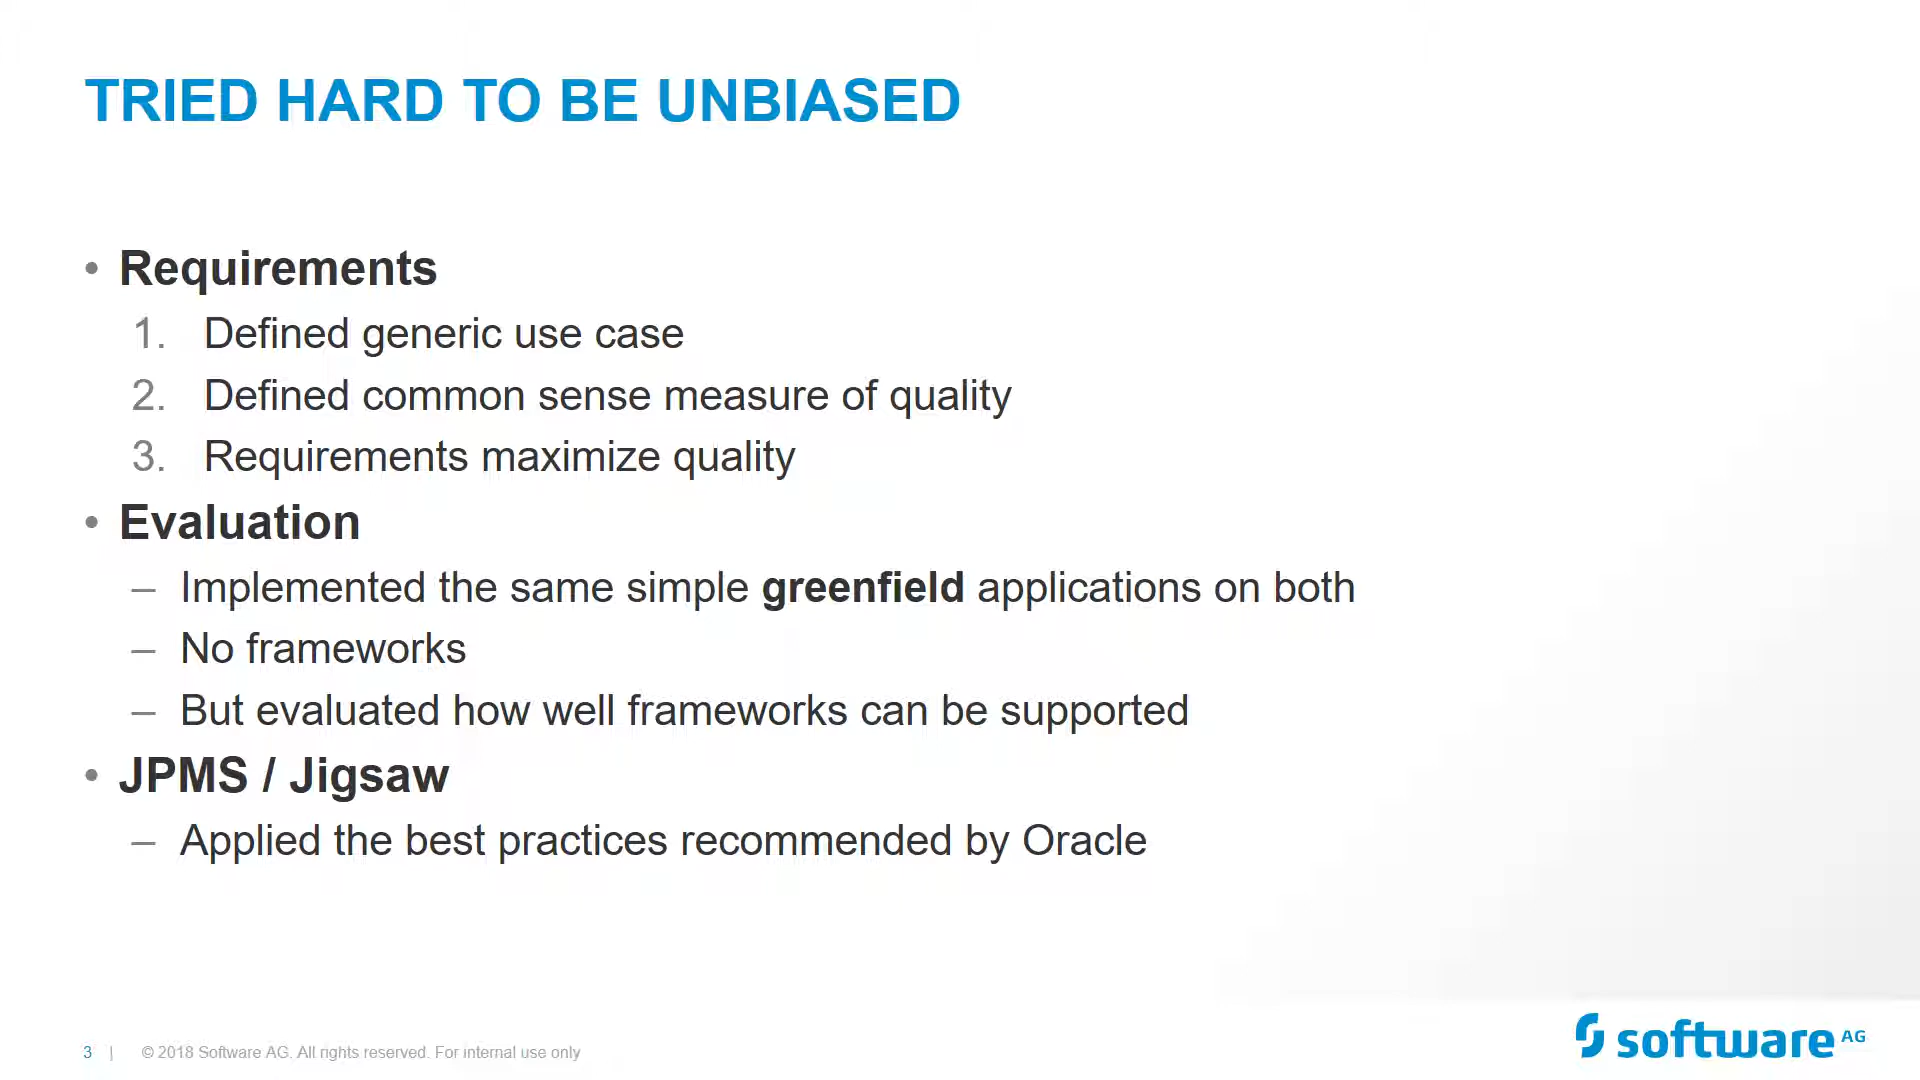 TRIED HARD TO BE UNBIASED
• Requirements
1. Defined generic use case
2. Defined common sense measure of quality
3. Requirements maximize quality
• Evaluation
– Implemented the same simple greenfield applications on both
– No frameworks
– But evaluated how well frameworks can be supported
• JPMS / Jigsaw
– Applied the best practices recommended by Oracle
3 | © 2018 Software AG. All rights reserved. For internal use only
software AG